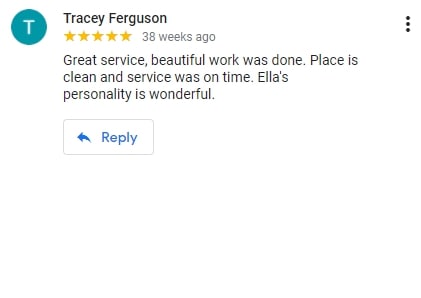 T
Tracey Ferguson
38 weeks ago
Great service, beautiful work was done. Place is
clean and service was on time. Ella's
personality is wonderful.
Reply